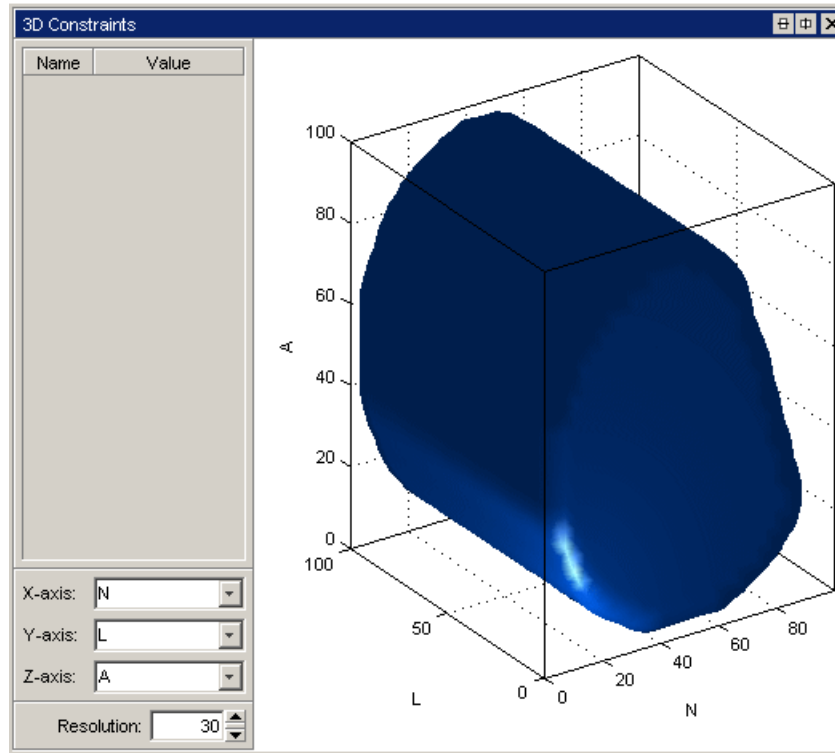 3D Constraints
Name Value
100
80
60
40
20
0
A
100
50
0
L
0
20
40
60
80
N
X-axis: N
Y-axis: L
Z-axis: A
Resolution: 30